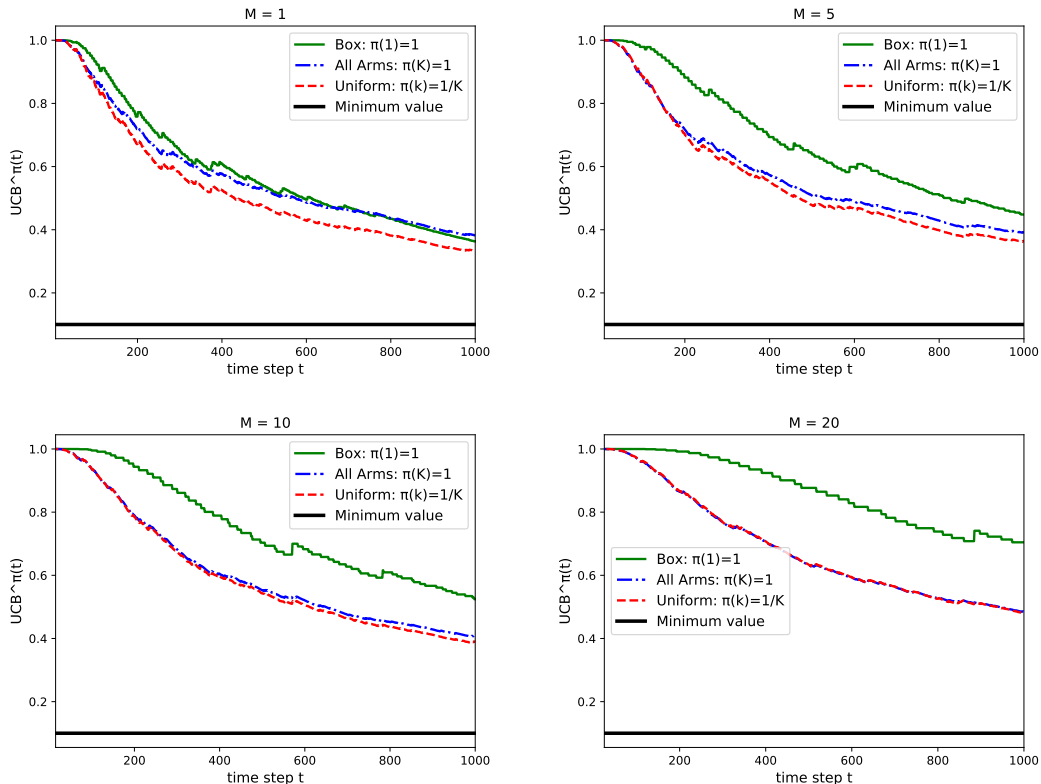 M = 1
UCB^π(t)
1.0
0.8
0.6
0.4
0.2
Box: π(1)=1
All Arms: π(K)=1
Uniform: π(k)=1/K
Minimum value
200
400
600
800
1000
time step t
M = 5
UCB^π(t)
1.0
0.8
0.6
0.4
0.2
Box: π(1)=1
All Arms: π(K)=1
Uniform: π(k)=1/K
Minimum value
200
400
600
800
1000
time step t
M = 10
UCB^π(t)
1.0
0.8
0.6
0.4
0.2
Box: π(1)=1
All Arms: π(K)=1
Uniform: π(k)=1/K
Minimum value
200
400
600
800
1000
time step t
M = 20
UCB^π(t)
1.0
0.8
0.6
0.4
0.2
Box: π(1)=1
All Arms: π(K)=1
Uniform: π(k)=1/K
Minimum value
200
400
600
800
1000
time step t